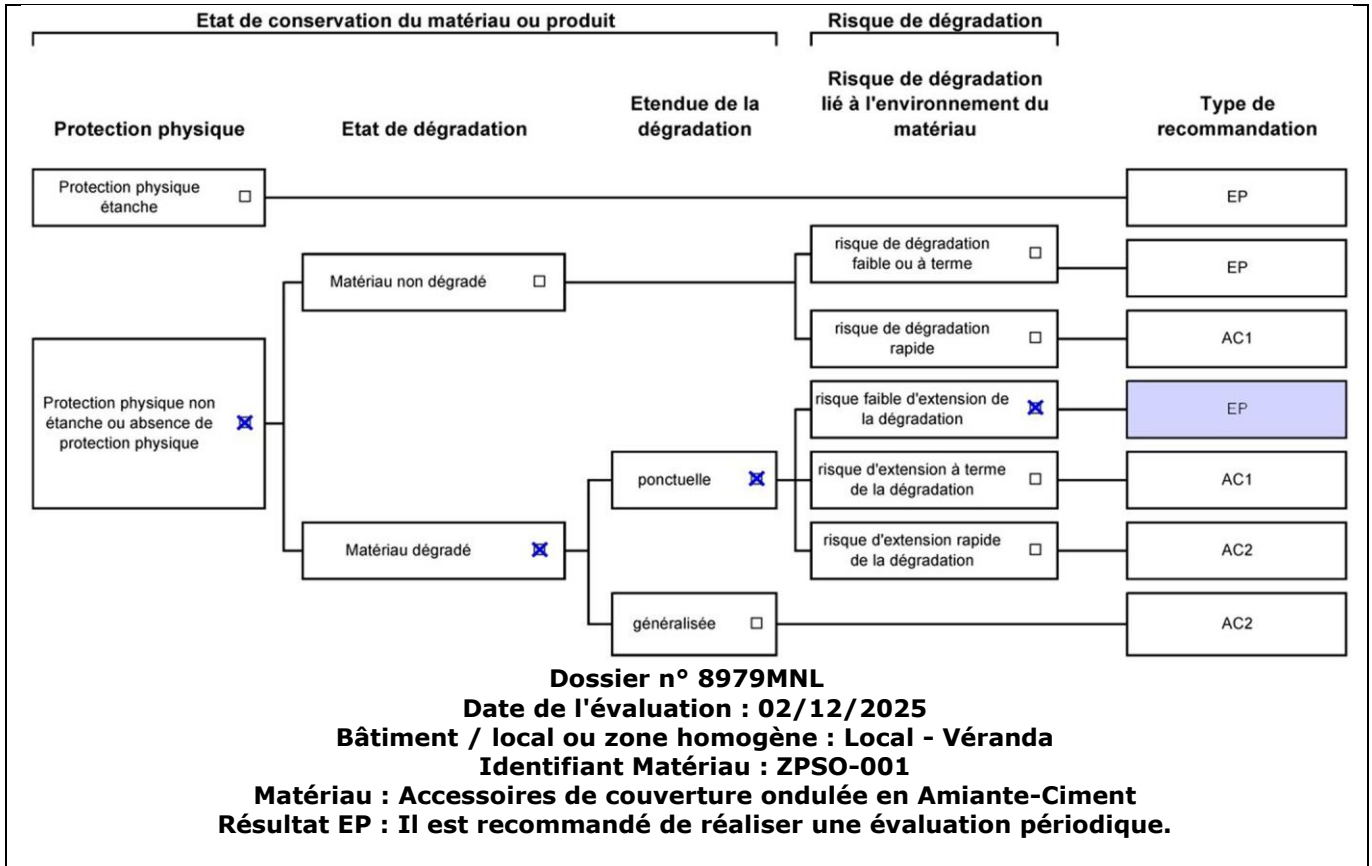 Etat de conservation du matériau ou produit
Risque de dégradation
Protection physique
Etat de dégradation
Etendue de la
dégradation
Risque de dégradation
lié à l'environnement du
matériau
Type de
recommandation
Protection physique
étanche
EP
risque de dégradation
faible ou à terme
EP
Matériau non dégradé
risque de dégradation
rapide
AC1
Protection physique non
étanche ou absence de
protection physique
risque faible d'extension de
la dégradation
EP
ponctuelle
risque d'extension à terme
de la dégradation
AC1
Matériau dégradé
risque d'extension rapide
de la dégradation
AC2
généralisée
AC2
Dossier n° 8979MNL
Date de l'évaluation : 02/12/2025
Bâtiment / local ou zone homogène : Local - Véranda
Identifiant Matériau : ZPSO-001
Matériau : Accessoires de couverture ondulée en Amiante-Ciment
Résultat EP : Il est recommandé de réaliser une évaluation périodique.